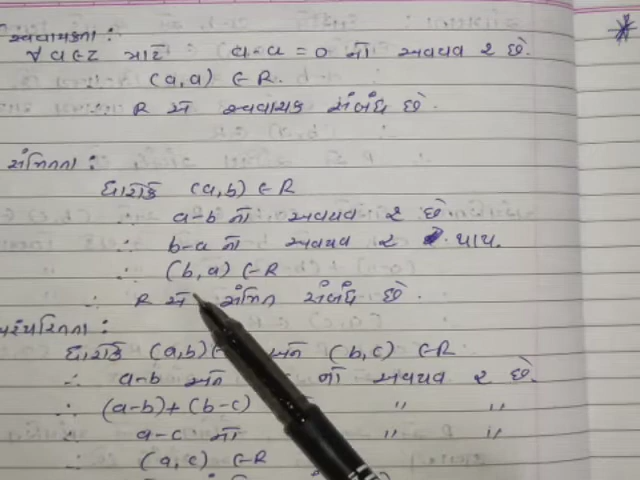 સ્વવાચકતા :
∀ a ∈ Z માટે a-a = 0 નો અવયવ 2 છે.
(a, a) ∈ R.
∴ R એ સ્વવાચક સંબંધ છે.
સંમિતતા :
ધારોકે (a, b) ∈ R
∴ a-b નો અવયવ 2 છે.
∴ b-a નો અવયવ 2 થાય.
∴ (b, a) ∈ R
∴ R એ સંમિત સંબંધ છે.
પરંપરિતતા :
ધારોકે (a,b) અને (b, c) ∈ R
∴ a-b અને નો અવયવ 2 છે.
∴ (a-b)+(b-c) " "
∴ a-c નો " "
∴ (a, c) ∈ R